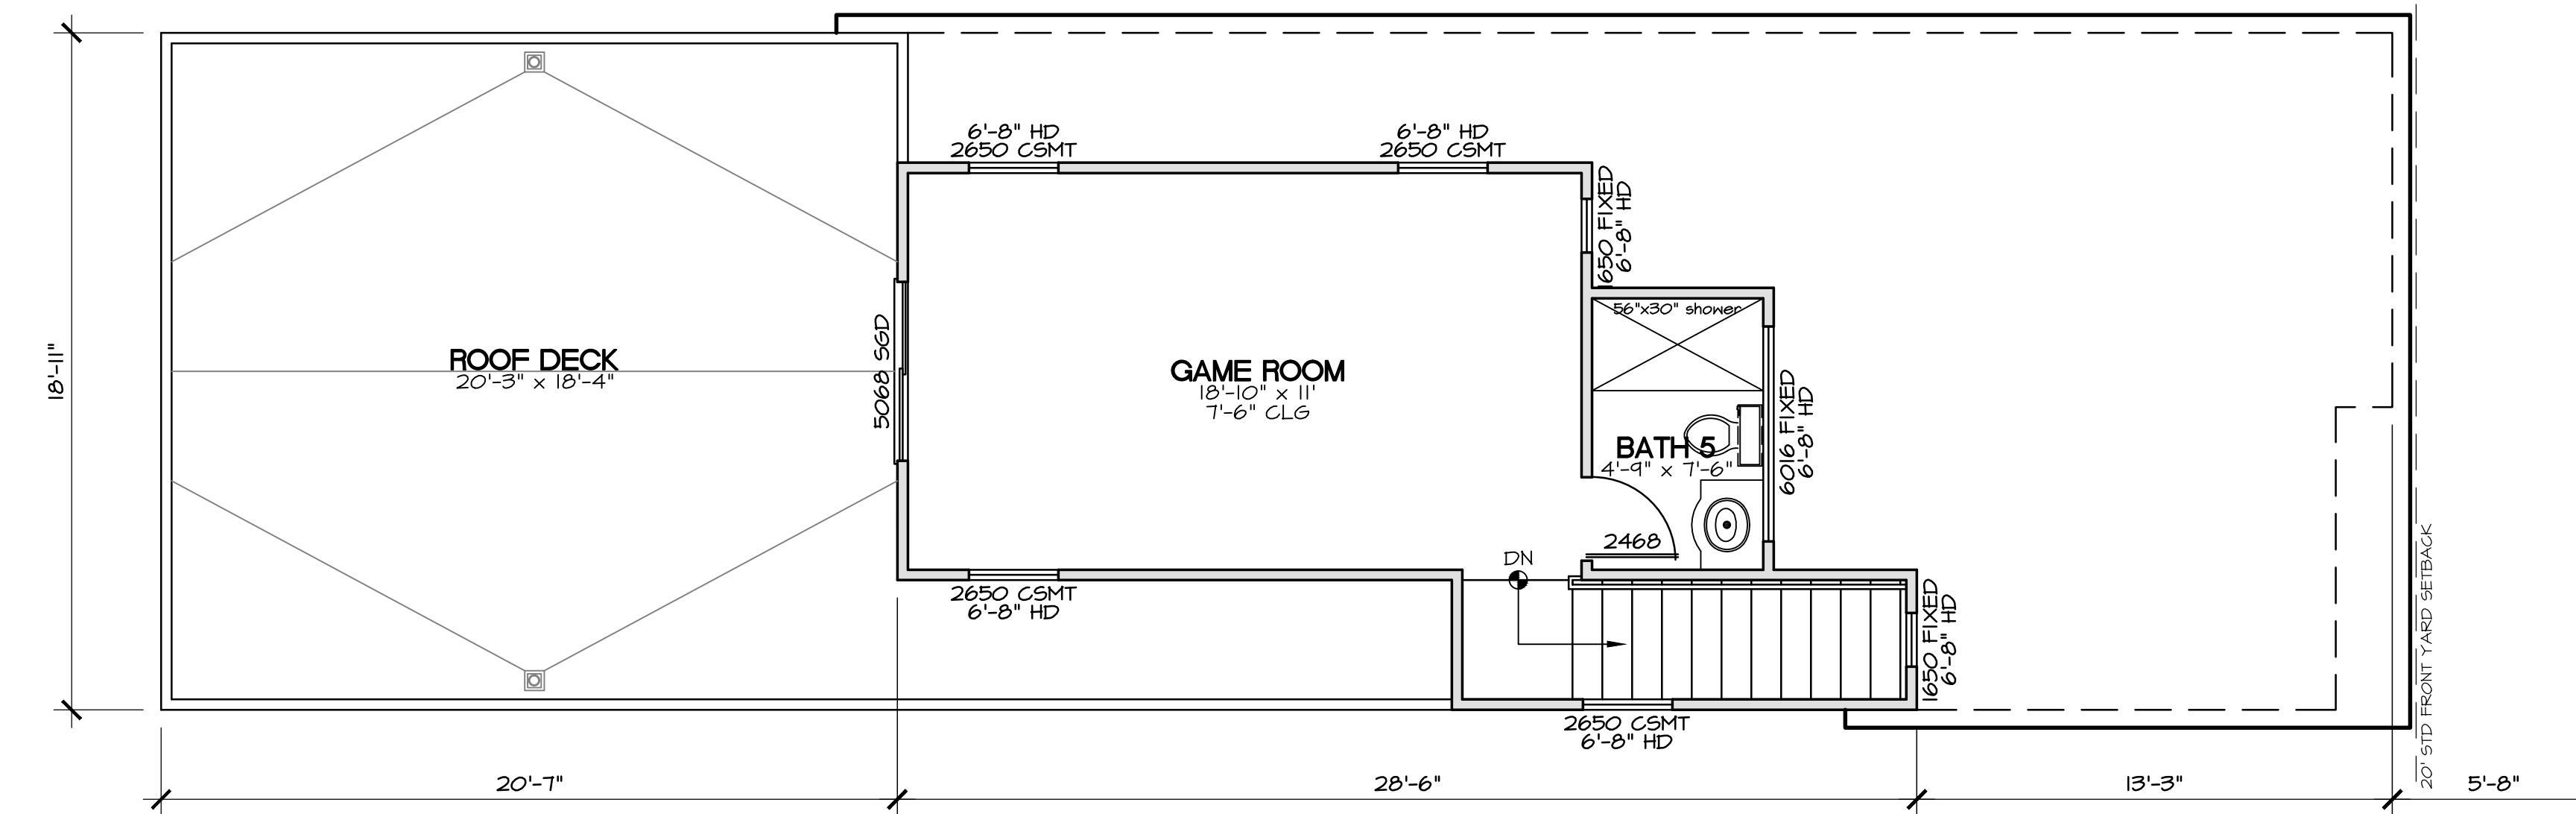 6'-8" HD
2650 CSMT
6'-8" HD
2650 CSMT
1650 FIXED
6'-8" HD
56"x30" shower
18'-11"
ROOF DECK
20'-3" x 18'-4"
5068 SGD
GAME ROOM
18'-10" x 11'
7'-6" CLG
BATH 5
4'-9" x 7'-6"
6016 FIXED
6'-8" HD
2468
DN
2650 CSMT
6'-8" HD
1650 FIXED
6'-8" HD
2650 CSMT
6'-8" HD
20' STD FRONT YARD SETBACK
20'-7"
28'-6"
13'-3"
5'-8"